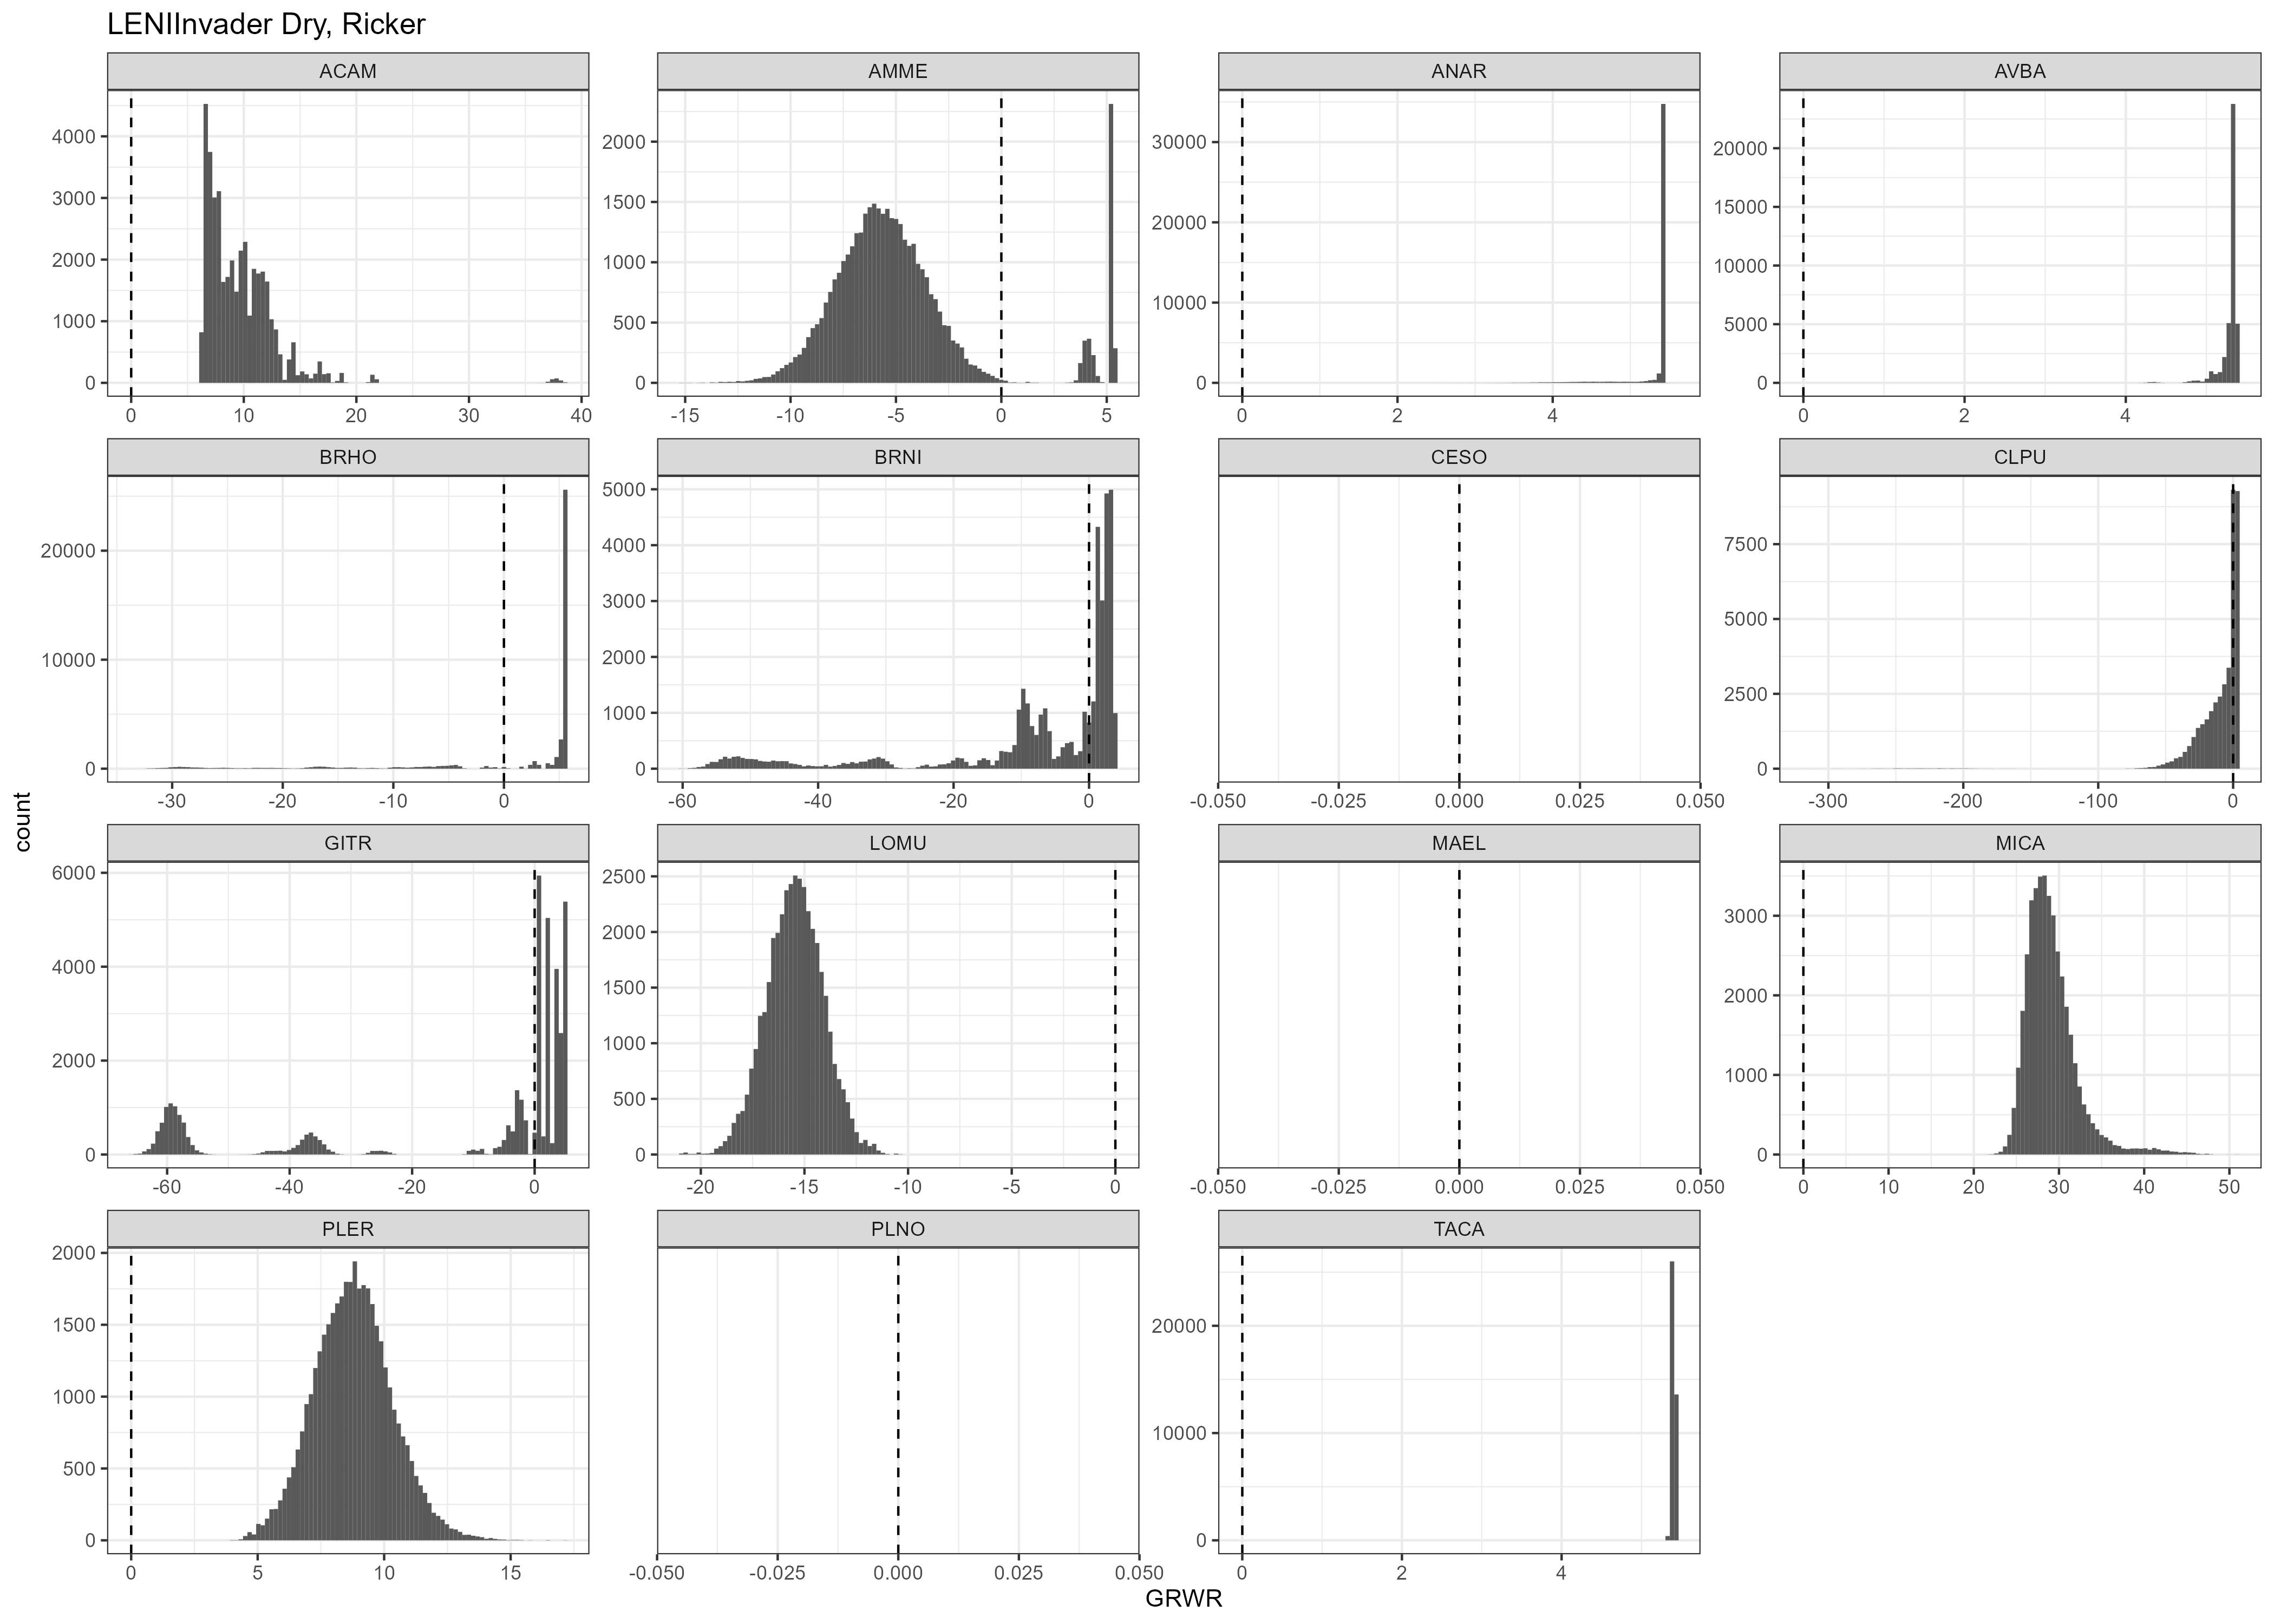 LENIInvader Dry, Ricker
ACAM
AMME
ANAR
AVBA
4000
3000
2000
1000
0
2000
1500
1000
500
0
30000
20000
10000
0
20000
15000
10000
5000
0
0 10 20 30 40
-15 -10 -5 0 5
0 2 4
0 2 4
BRHO
BRNI
CESO
CLPU
20000
10000
0
5000
4000
3000
2000
1000
0
7500
5000
2500
0
-30 -20 -10 0
-60 -40 -20 0
-0.050 -0.025 0.000 0.025 0.050
-300 -200 -100 0
count
GITR
LOMU
MAEL
MICA
6000
4000
2000
0
2500
2000
1500
1000
500
0
3000
2000
1000
0
-60 -40 -20 0
-20 -15 -10 -5 0
-0.050 -0.025 0.000 0.025 0.050
0 10 20 30 40 50
PLER
PLNO
TACA
2000
1500
1000
500
0
20000
10000
0
0 5 10 15
-0.050 -0.025 0.000 0.025 0.050
0 2 4
GRWR